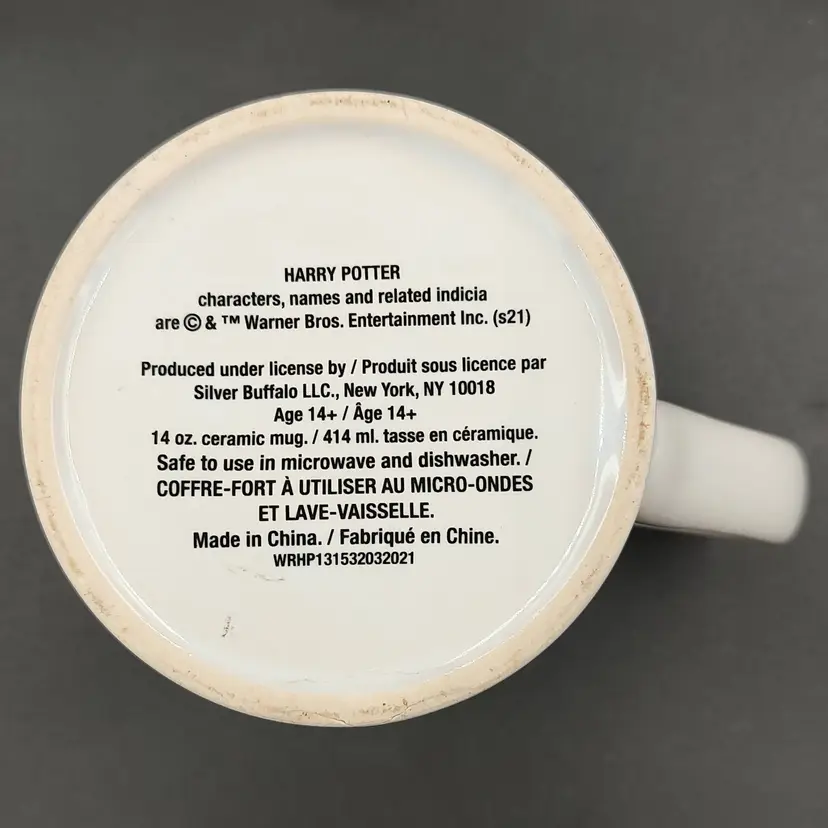 HARRY POTTER
characters, names and related indicia
are © & ™ Warner Bros. Entertainment Inc. (s21)
Produced under license by / Produit sous licence par
Silver Buffalo LLC., New York, NY 10018
Age 14+ / Âge 14+
14 oz. ceramic mug. / 414 ml. tasse en céramique.
Safe to use in microwave and dishwasher. /
COFFRE-FORT À UTILISER AU MICRO-ONDES
ET LAVE-VAISSELLE.
Made in China. / Fabriqué en Chine.
WRHP131532032021